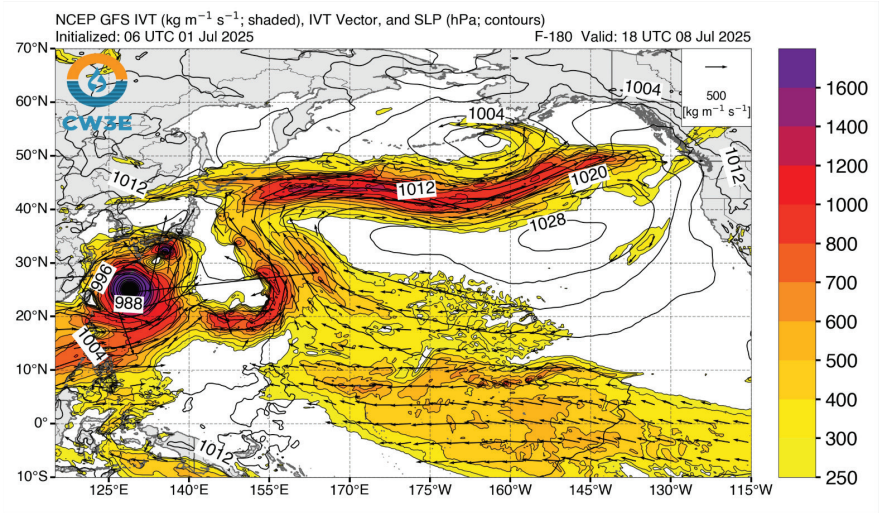 NCEP GFS IVT (kg m⁻¹ s⁻¹; shaded), IVT Vector, and SLP (hPa; contours)
Initialized: 06 UTC 01 Jul 2025 F-180 Valid: 18 UTC 08 Jul 2025
70°N
60°N
50°N
40°N
30°N
20°N
10°N
0°
10°S
125°E 140°E 155°E 170°E 175°W 160°W 145°W 130°W 115°W
CW3E
500
[kg m⁻¹ s⁻¹]
1004
1004
1012
1012
1012
1020
1028
996
988
1004
1012
1600
1400
1200
1000
800
700
600
500
400
300
250